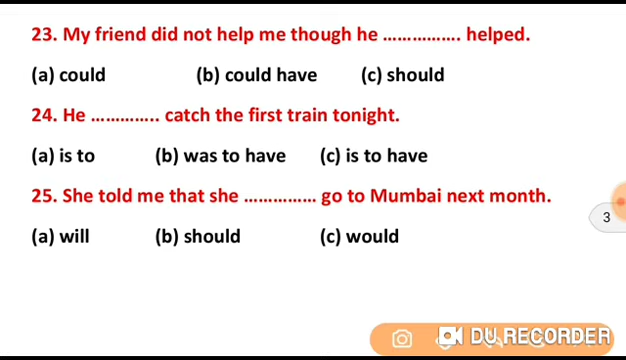 23. My friend did not help me though he ............... helped.
(a) could (b) could have (c) should
24. He ............. catch the first train tonight.
(a) is to (b) was to have (c) is to have
25. She told me that she .............. go to Mumbai next month.
(a) will (b) should (c) would
3
DU RECORDER